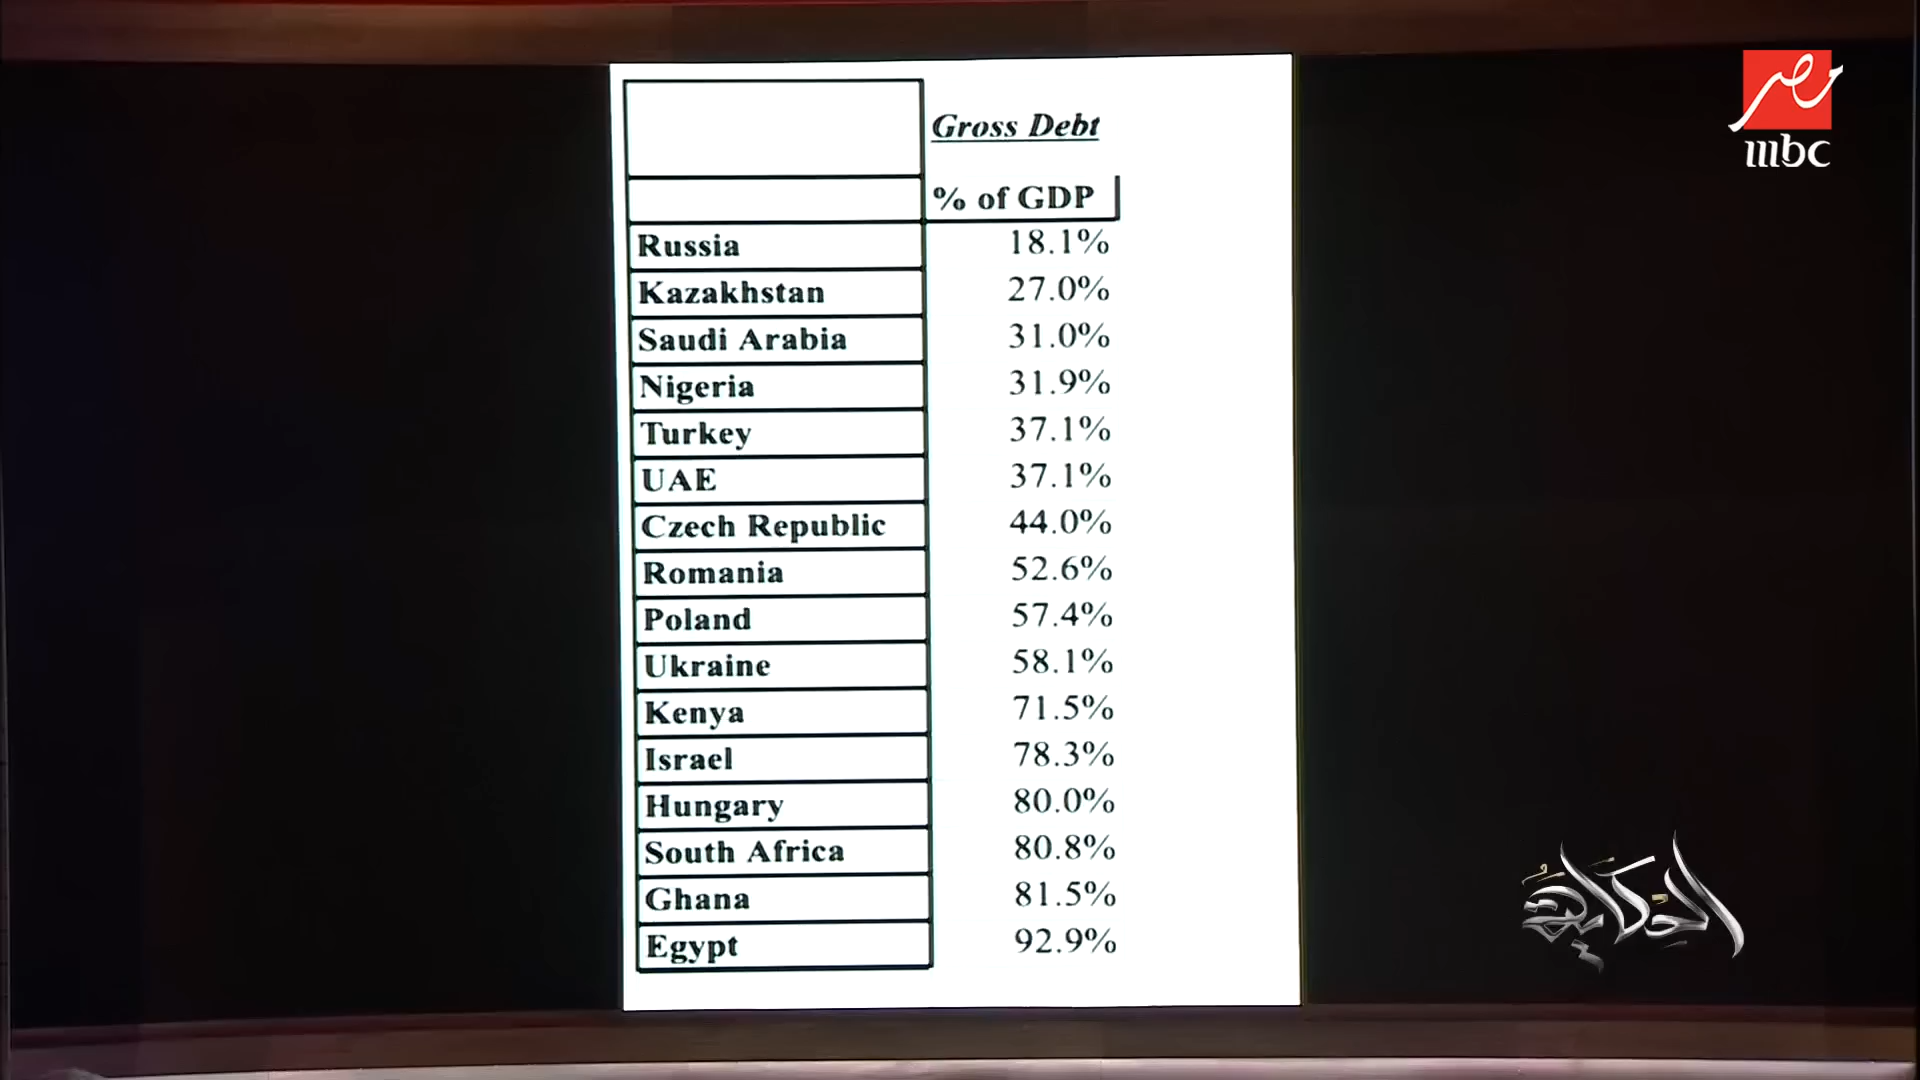 Gross Debt
% of GDP
Russia 18.1%
Kazakhstan 27.0%
Saudi Arabia 31.0%
Nigeria 31.9%
Turkey 37.1%
UAE 37.1%
Czech Republic 44.0%
Romania 52.6%
Poland 57.4%
Ukraine 58.1%
Kenya 71.5%
Israel 78.3%
Hungary 80.0%
South Africa 80.8%
Ghana 81.5%
Egypt 92.9%
مصر
mbc
الحكاية